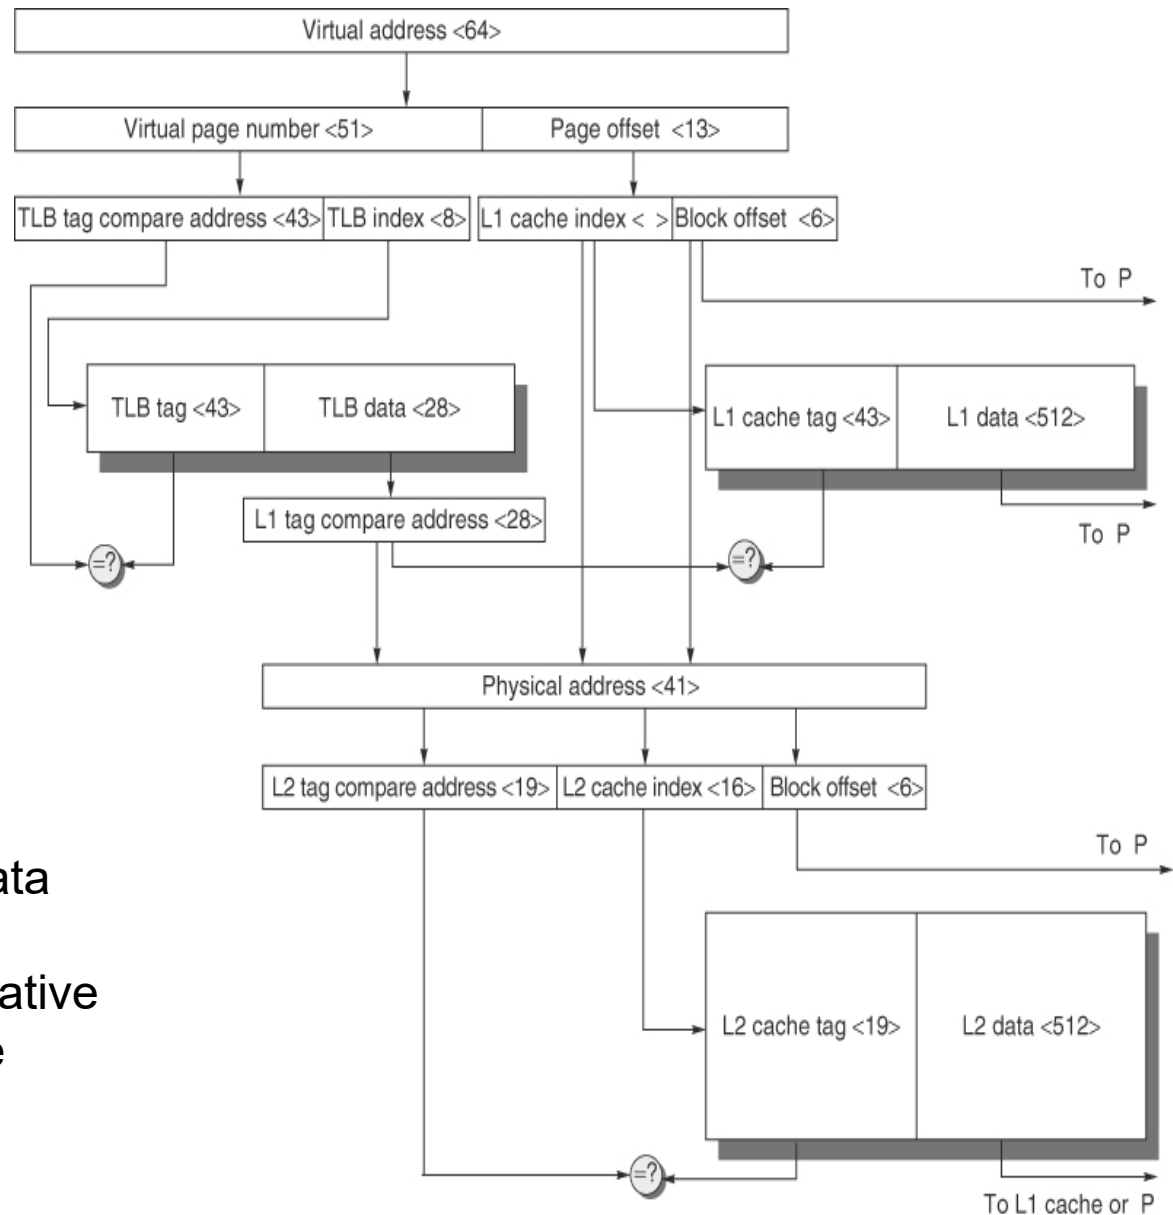 Virtual address <64>
Virtual page number <51> Page offset <13>
TLB tag compare address <43> TLB index <8> L1 cache index < > Block offset <6>
To P
TLB tag <43> TLB data <28>
L1 cache tag <43> L1 data <512>
L1 tag compare address <28>
To P
=?
=?
Physical address <41>
L2 tag compare address <19> L2 cache index <16> Block offset <6>
To P
ata
ative
e
L2 cache tag <19> L2 data <512>
=?
To L1 cache or P